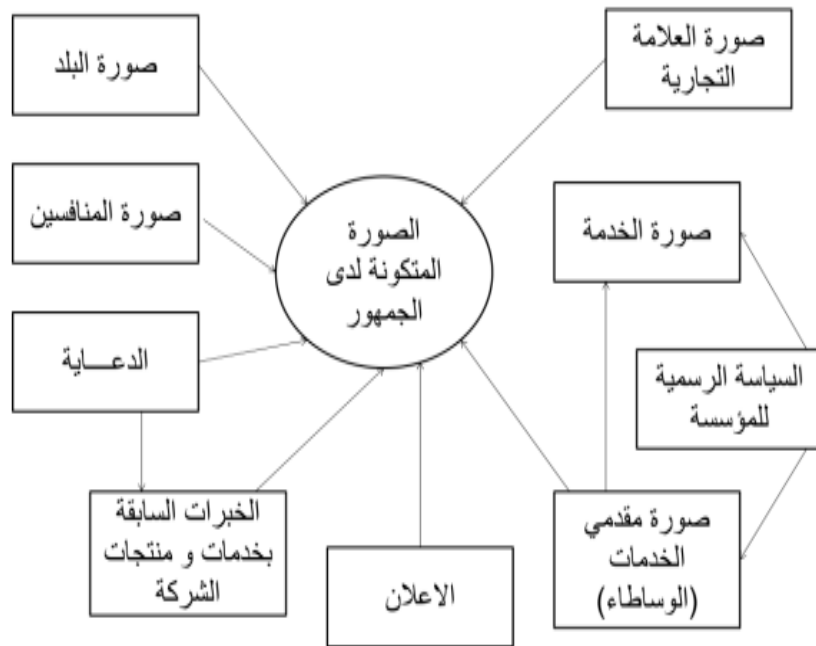 صورة العلامة
التجارية
صورة البلد
صورة المنافسين
صورة الخدمة
الصورة
المتكونة لدى
الجمهور
الدعـــاية
السياسة الرسمية
للمؤسسة
الخبرات السابقة
بخدمات و منتجات
الشركة
صورة مقدمي
الخدمات
(الوساطاء)
الاعلان